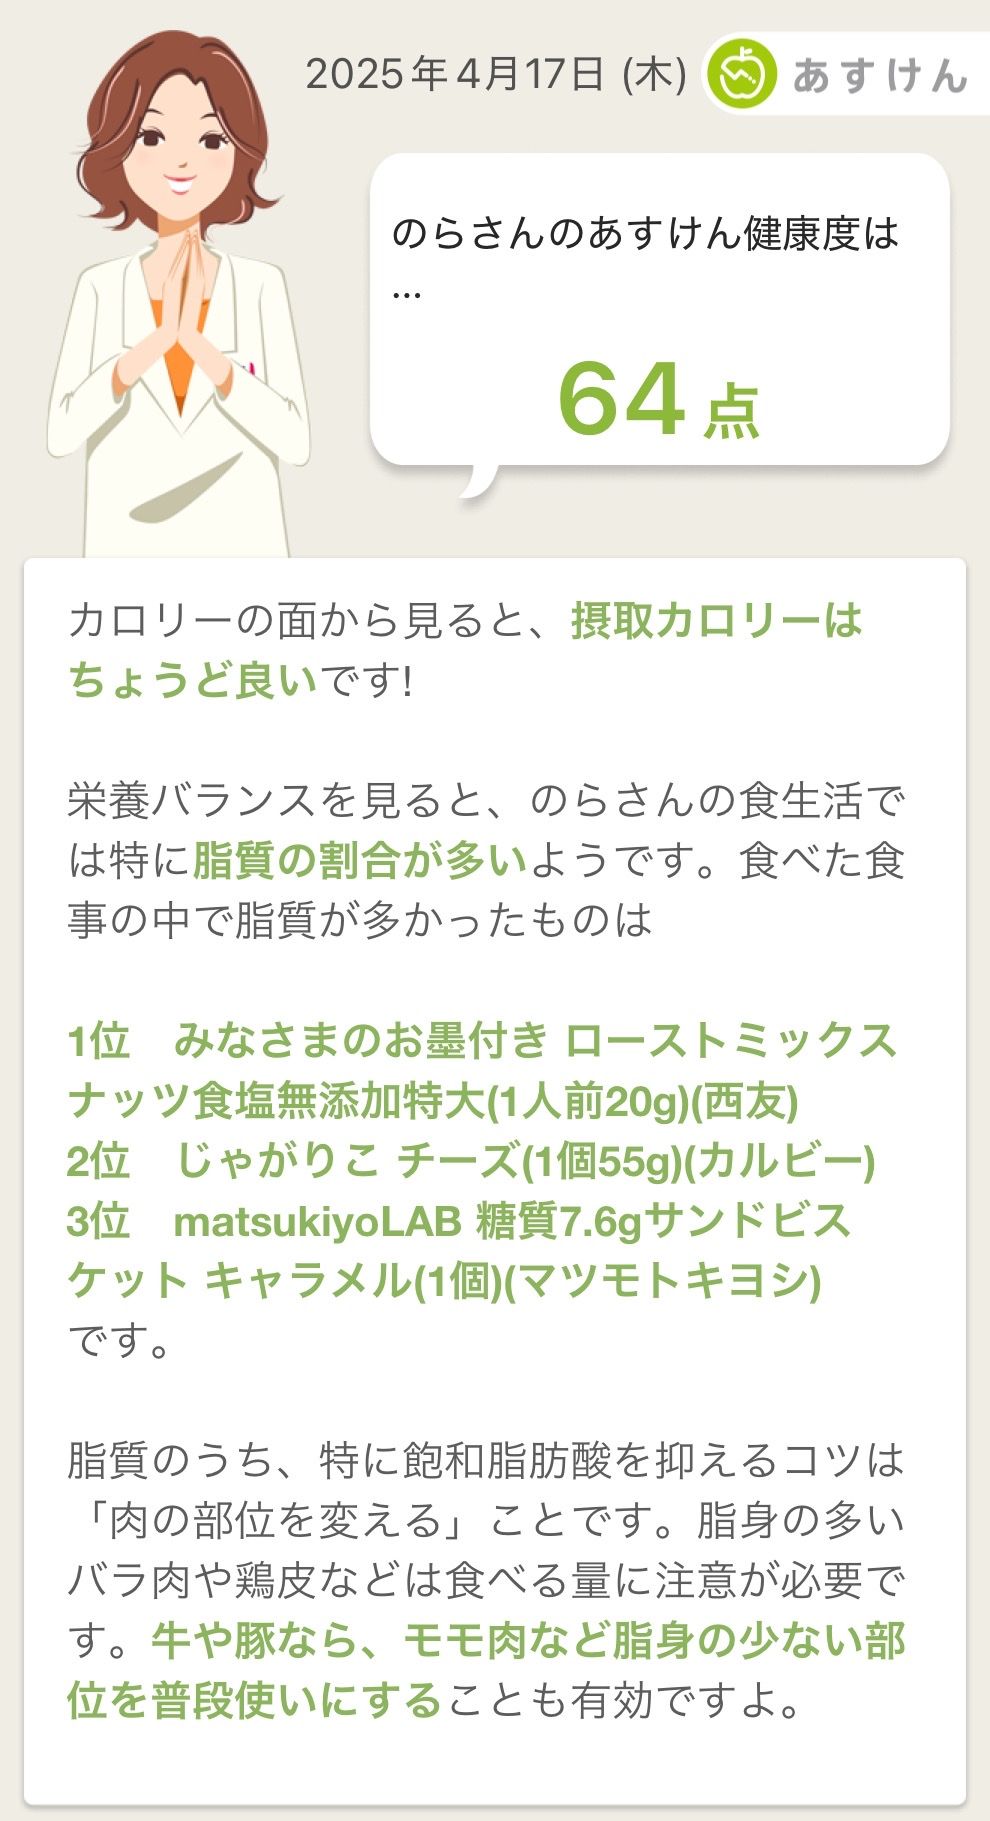 2025年4月17日 (木)
あすけん
のらさんのあすけん健康度は
...
64点
カロリーの面から見ると、摂取カロリーは
ちょうど良いです!
栄養バランスを見ると、のらさんの食生活で
は特に脂質の割合が多いようです。食べた食
事の中で脂質が多かったものは
1位　みなさまのお墨付き ローストミックス
ナッツ食塩無添加特大(1人前20g)(西友)
2位　じゃがりこ チーズ(1個55g)(カルビー)
3位　matsukiyoLAB 糖質7.6gサンドビス
ケット キャラメル(1個)(マツモトキヨシ)
です。
脂質のうち、特に飽和脂肪酸を抑えるコツは
「肉の部位を変える」ことです。脂身の多い
バラ肉や鶏皮などは食べる量に注意が必要で
す。牛や豚なら、モモ肉など脂身の少ない部
位を普段使いにすることも有効ですよ。